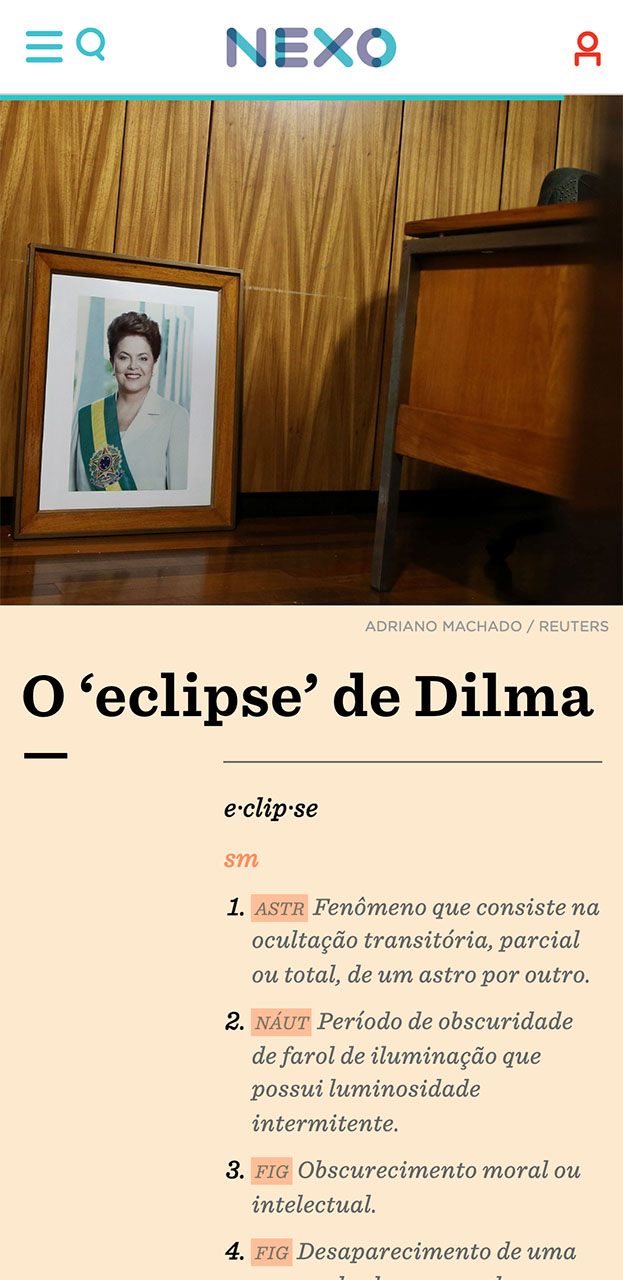 NEXO
ADRIANO MACHADO / REUTERS
O ‘eclipse’ de Dilma
e·clip·se
sm
1. ASTR Fenômeno que consiste na
ocultação transitória, parcial
ou total, de um astro por outro.
2. NÁUT Período de obscuridade
de farol de iluminação que
possui luminosidade
intermitente.
3. FIG Obscurecimento moral ou
intelectual.
4. FIG Desaparecimento de uma